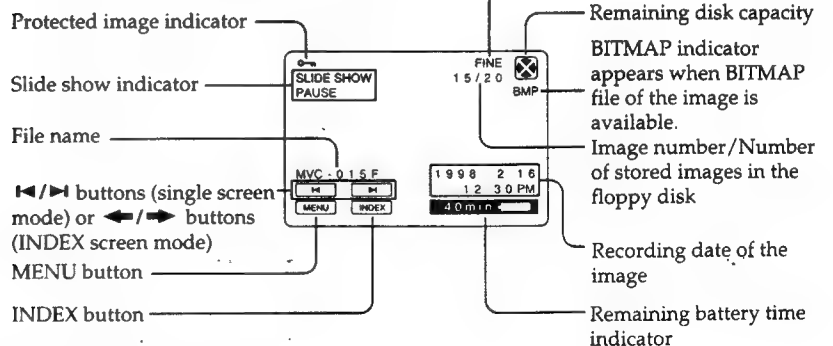 Protected image indicator
Slide show indicator
File name
buttons (single screen
mode) or buttons
(INDEX screen mode)
MENU button
INDEX button
SLIDE SHOW
PAUSE
FINE
15/20
BMP
MVC-015F
MENU
INDEX
1998 2 16
12 30 PM
40min
Remaining disk capacity
BITMAP indicator
appears when BITMAP
file of the image is
available.
Image number/Number
of stored images in the
floppy disk
Recording date of the
image
Remaining battery time
indicator